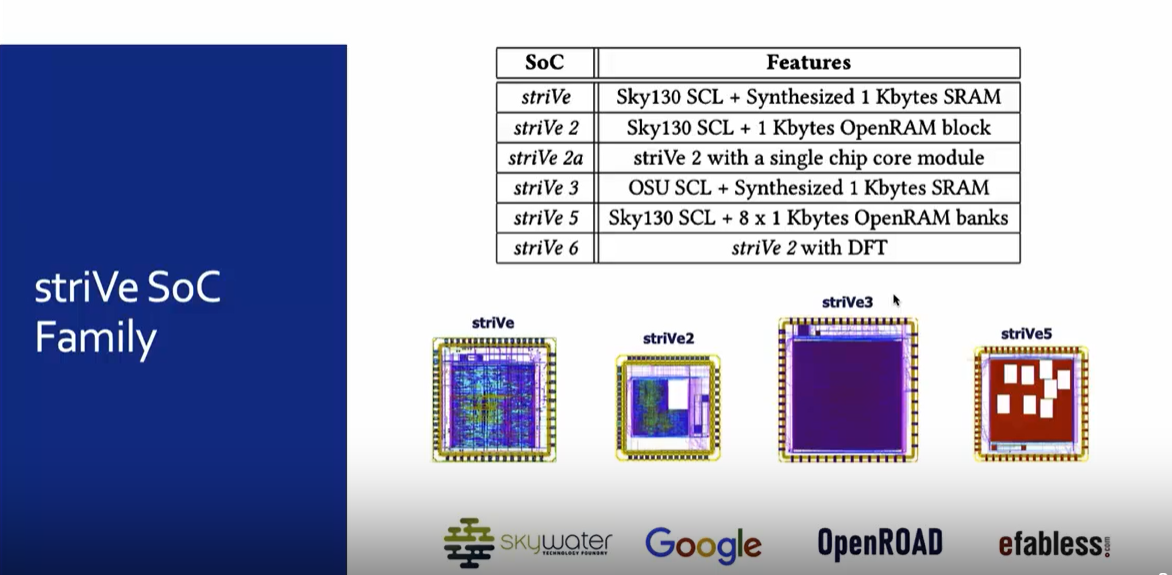 striVe SoC
Family
SoC Features
striVe Sky130 SCL + Synthesized 1 Kbytes SRAM
striVe 2 Sky130 SCL + 1 Kbytes OpenRAM block
striVe 2a striVe 2 with a single chip core module
striVe 3 OSU SCL + Synthesized 1 Kbytes SRAM
striVe 5 Sky130 SCL + 8 x 1 Kbytes OpenRAM banks
striVe 6 striVe 2 with DFT
striVe
striVe2
striVe3
striVe5
skywater
TECHNOLOGY FOUNDRY
Google
OpenROAD
efabless.com